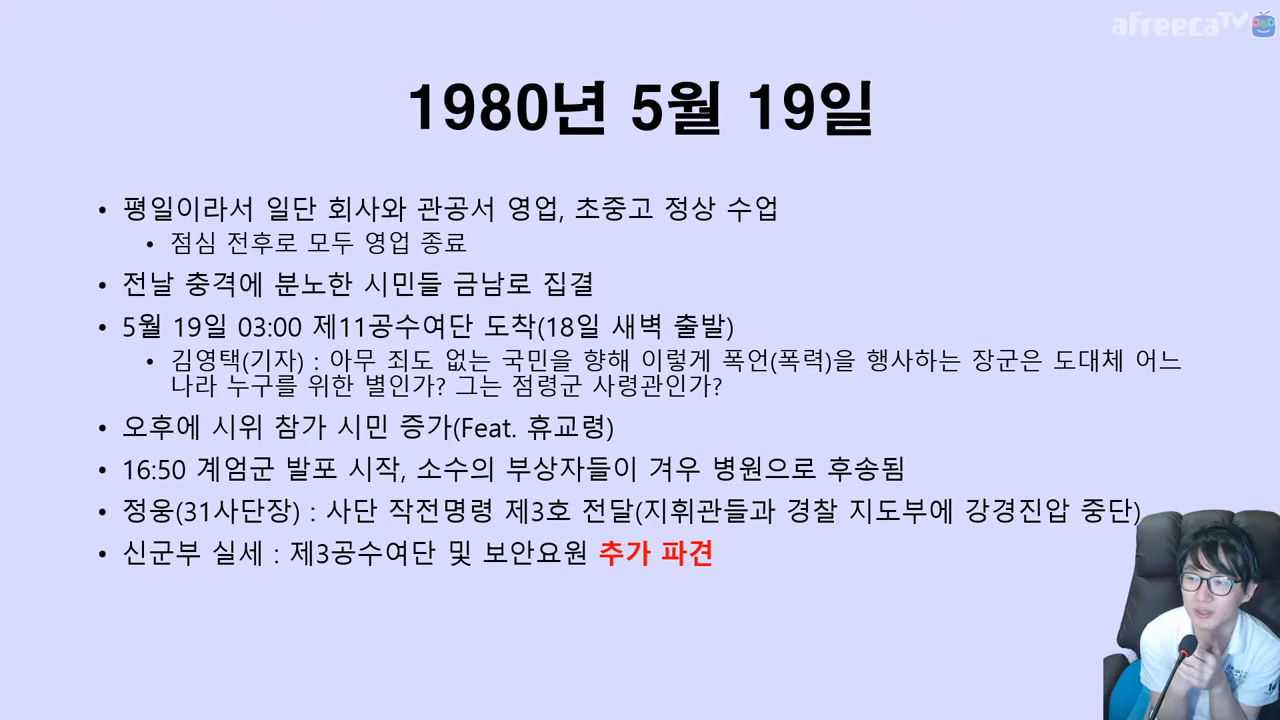 afreecaTV
1980년 5월 19일
• 평일이라서 일단 회사와 관공서 영업, 초중고 정상 수업
• 점심 전후로 모두 영업 종료
• 전날 충격에 분노한 시민들 금남로 집결
• 5월 19일 03:00 제11공수여단 도착(18일 새벽 출발)
• 김영택(기자) : 아무 죄도 없는 국민을 향해 이렇게 폭언(폭력)을 행사하는 장군은 도대체 어느
나라 누구를 위한 별인가? 그는 점령군 사령관인가?
• 오후에 시위 참가 시민 증가(Feat. 휴교령)
• 16:50 계엄군 발포 시작, 소수의 부상자들이 겨우 병원으로 후송됨
• 정웅(31사단장) : 사단 작전명령 제3호 전달(지휘관들과 경찰 지도부에 강경진압 중단)
• 신군부 실세 : 제3공수여단 및 보안요원 추가 파견